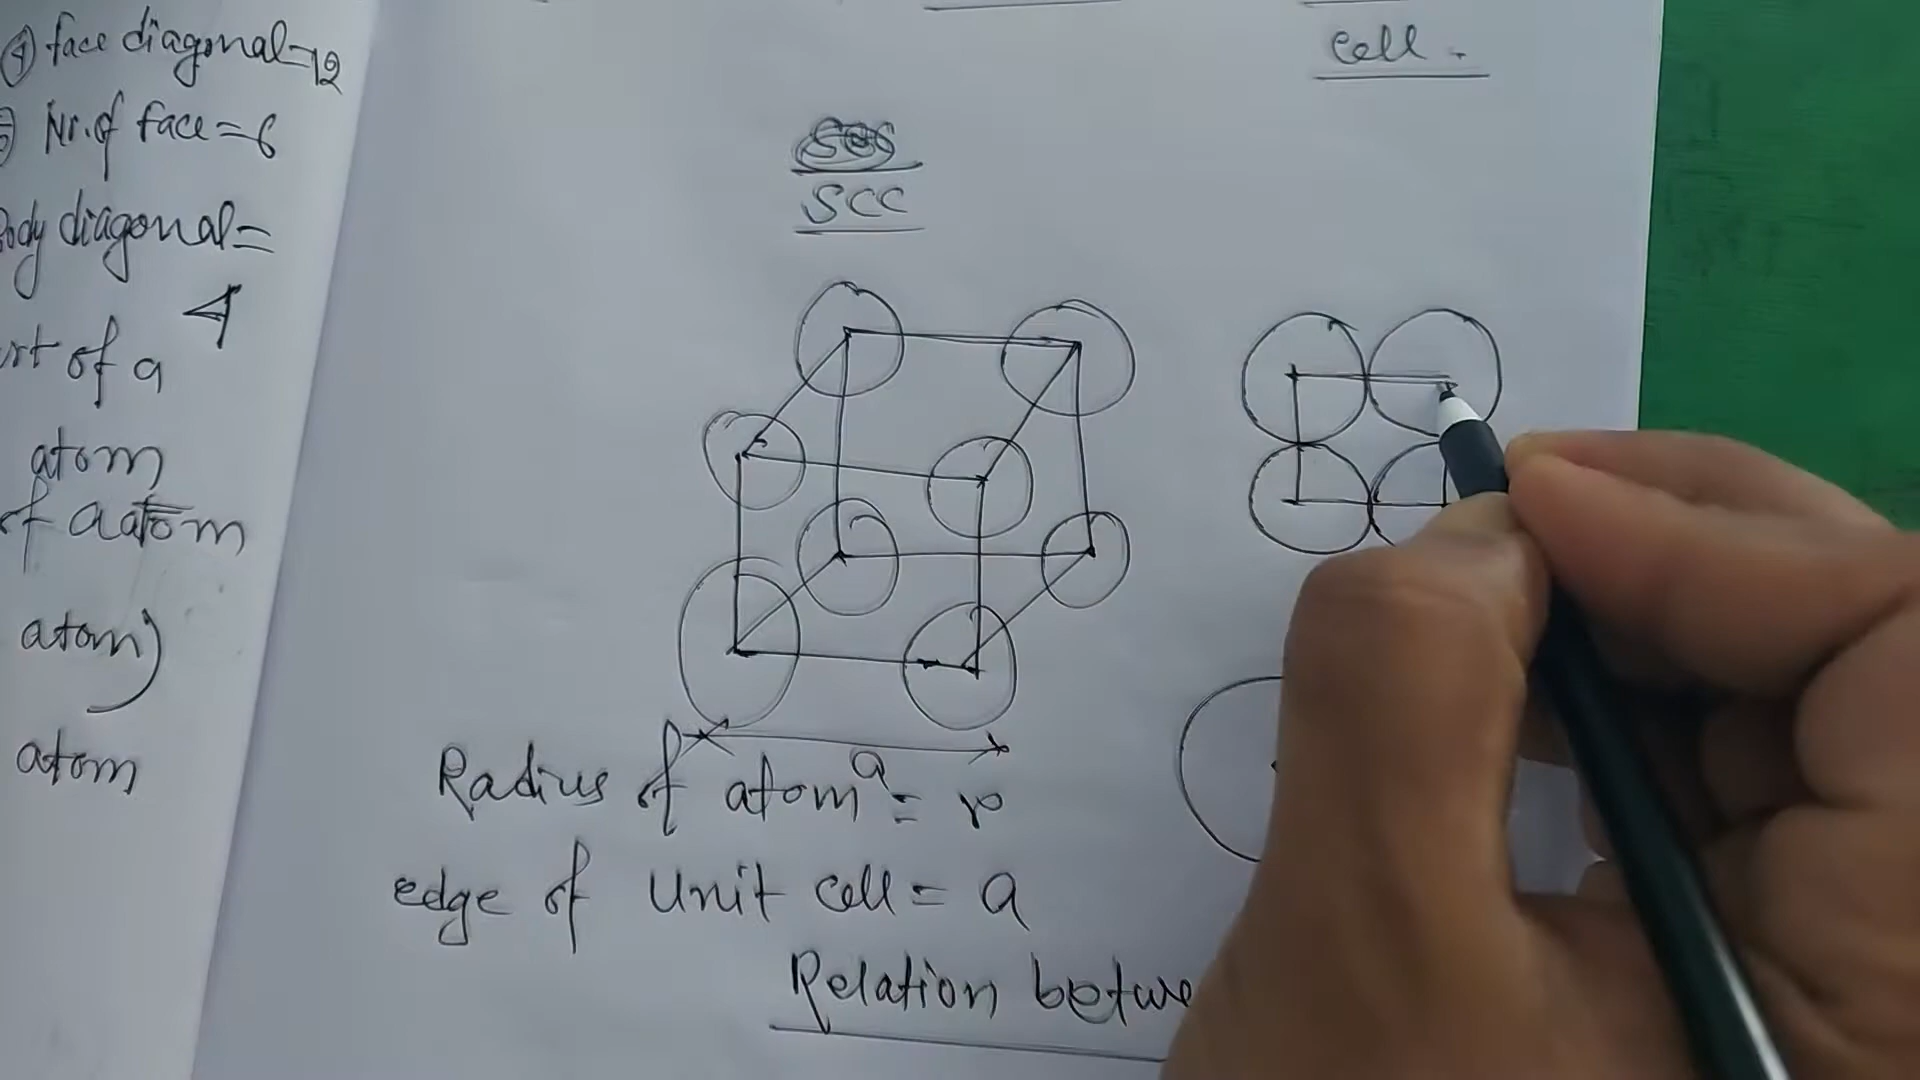 ④ face diagonal-12
Nr. of face = 6
Body diagonal =
4
of a
atom
of a atom
atom)
atom
cell.
SCC
a
Radius of atom = r
edge of unit cell = a
Relation betwe